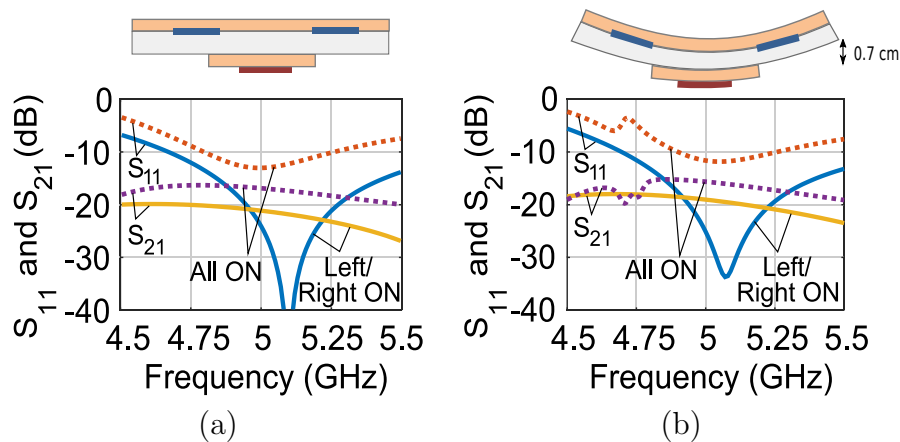 0.7 cm
S11 and S21 (dB)
0
-10
-20
-30
-40
S11
S21
All ON
Left/
Right ON
4.5 4.75 5 5.25 5.5
Frequency (GHz)
(a)
S11 and S21 (dB)
0
-10
-20
-30
-40
S11
S21
All ON
Left/
Right ON
4.5 4.75 5 5.25 5.5
Frequency (GHz)
(b)